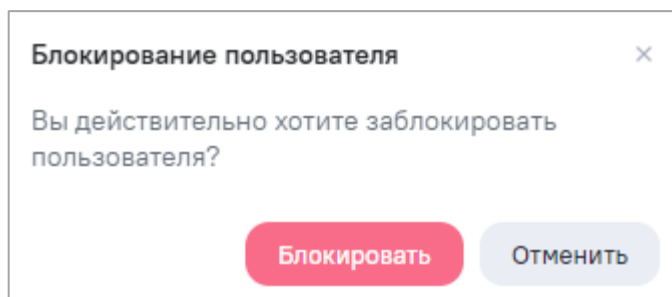 Блокирование пользователя
Вы действительно хотите заблокировать
пользователя?
Блокировать Отменить